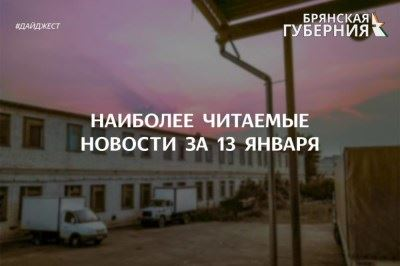 #ДАЙДЖЕСТ
БРЯНСКАЯ
ГУБЕРНИЯ
НАИБОЛЕЕ ЧИТАЕМЫЕ
НОВОСТИ ЗА 13 ЯНВАРЯ